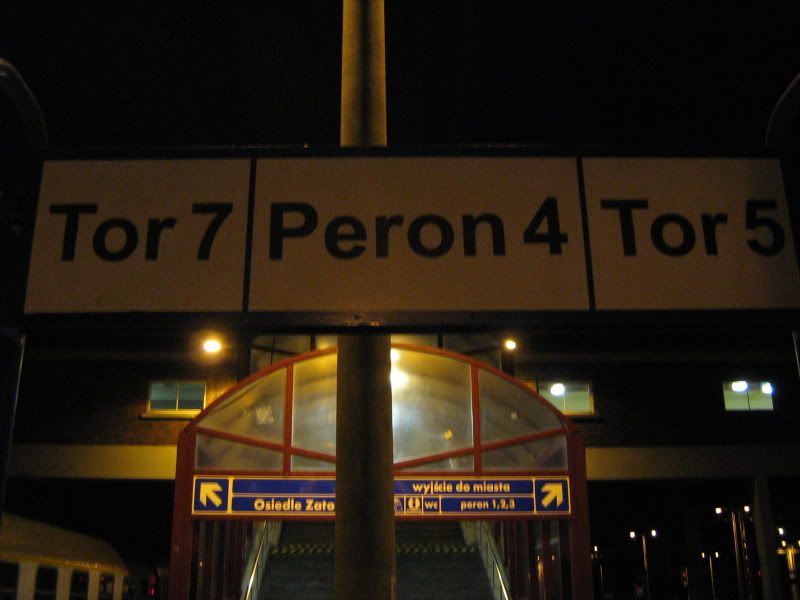 Tor 7 Peron 4 Tor 5
wyjście do miasta
Osiedle Zato wc peron 1,2,3